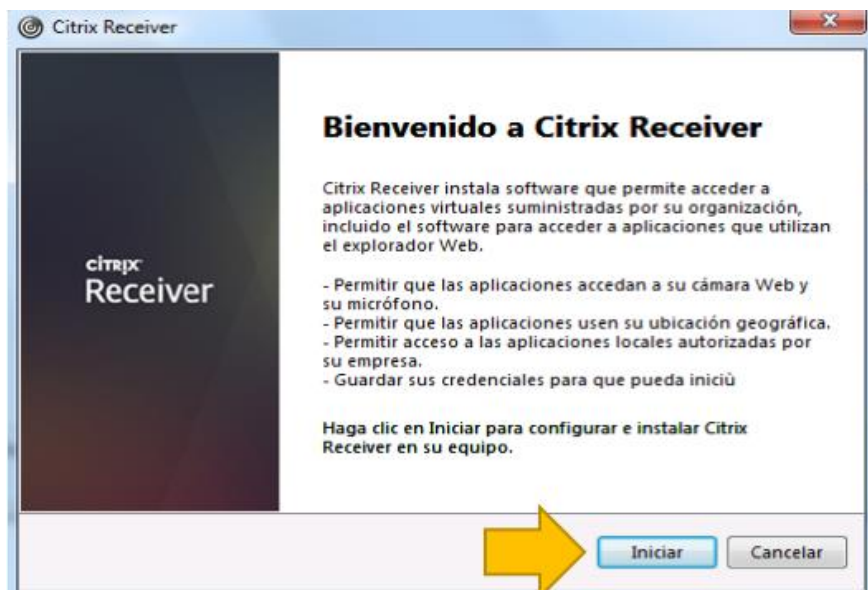 Citrix Receiver
Bienvenido a Citrix Receiver
Citrix Receiver instala software que permite acceder a
aplicaciones virtuales suministradas por su organización,
incluido el software para acceder a aplicaciones que utilizan
el explorador Web.
- Permitir que las aplicaciones accedan a su cámara Web y
su micrófono.
- Permitir que las aplicaciones usen su ubicación geográfica.
- Permitir acceso a las aplicaciones locales autorizadas por
su empresa.
- Guardar sus credenciales para que pueda iniciù
Haga clic en Iniciar para configurar e instalar Citrix
Receiver en su equipo.
citrix
Receiver
Iniciar
Cancelar